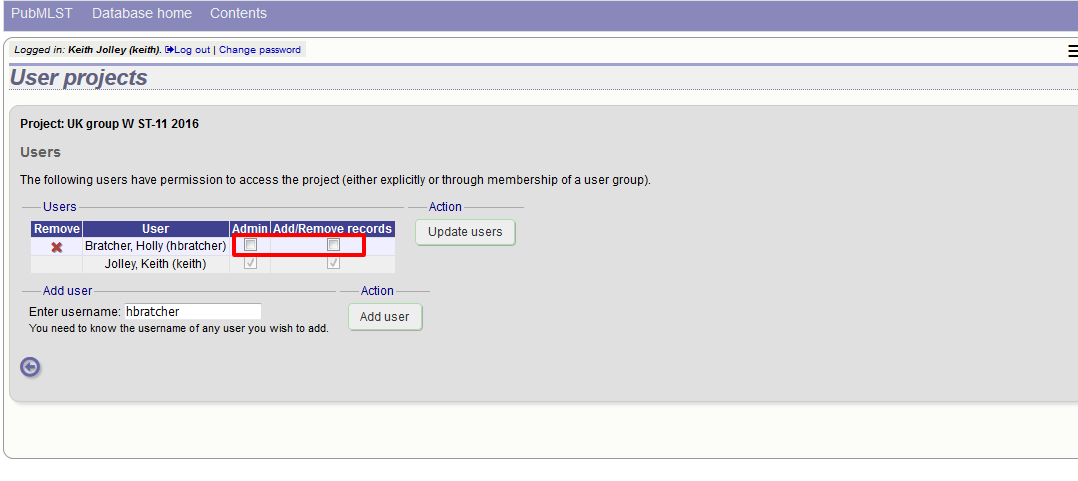 PubMLST Database home Contents
Logged in: Keith Jolley (keith). Log out | Change password
User projects
Project: UK group W ST-11 2016
Users
The following users have permission to access the project (either explicitly or through membership of a user group).
Users Action
Remove User Admin Add/Remove records Update users
Bratcher, Holly (hbratcher)
Jolley, Keith (keith)
Add user Action
Enter username: hbratcher Add user
You need to know the username of any user you wish to add.